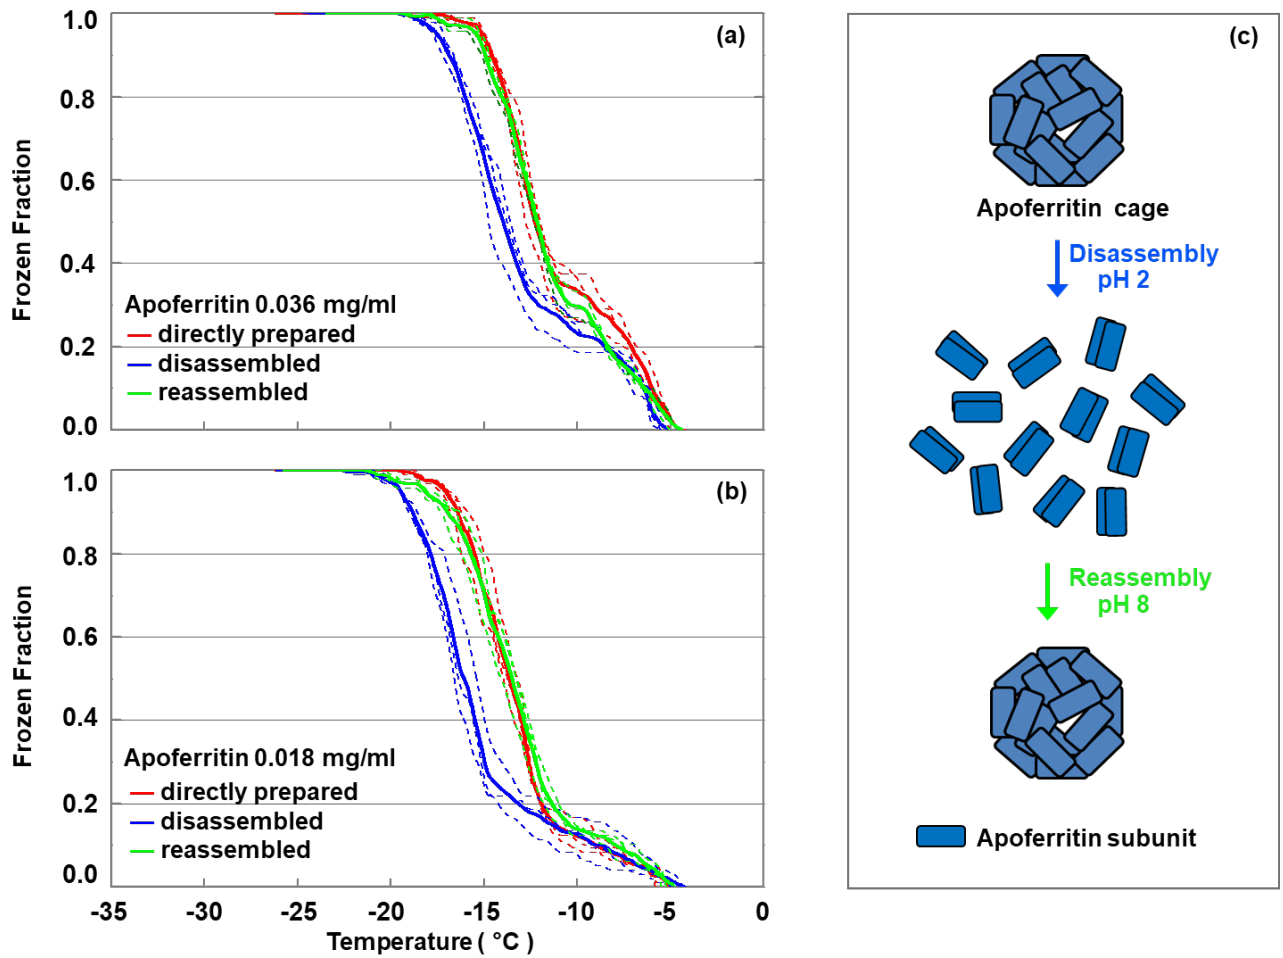 (a)
1.0
0.8
0.6
0.4
0.2
0.0
Frozen Fraction
Apoferritin 0.036 mg/ml
directly prepared
disassembled
reassembled
(b)
1.0
0.8
0.6
0.4
0.2
0.0
Frozen Fraction
Apoferritin 0.018 mg/ml
directly prepared
disassembled
reassembled
-35 -30 -25 -20 -15 -10 -5 0
Temperature ( °C )
(c)
Apoferritin cage
Disassembly
pH 2
Reassembly
pH 8
Apoferritin subunit